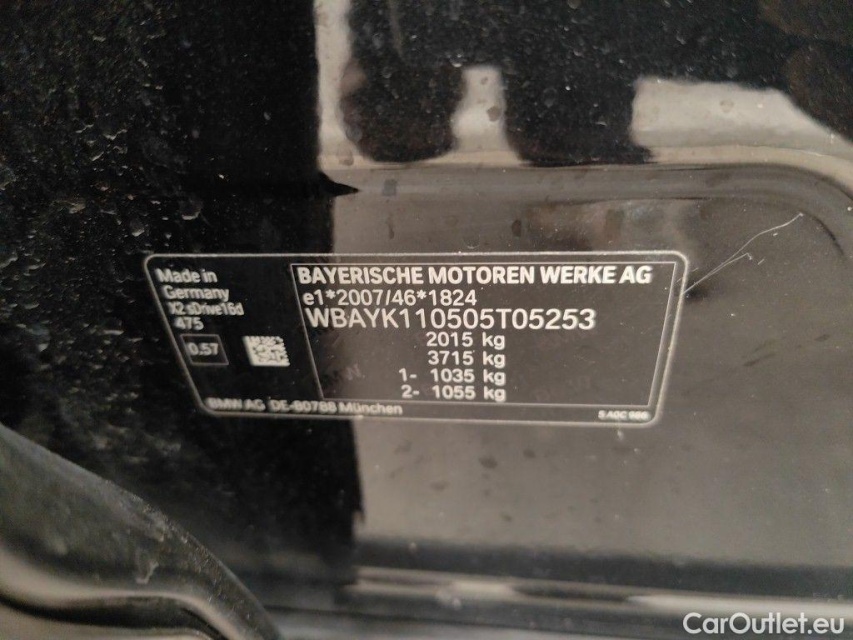 Made in
Germany
X2 sDrive16d
475
0.57
BAYERISCHE MOTOREN WERKE AG
e1*2007/46*1824
WBAYK110505T05253
2015 kg
3715 kg
1- 1035 kg
2- 1055 kg
BMW AG DE-80788 München
CarOutlet.eu